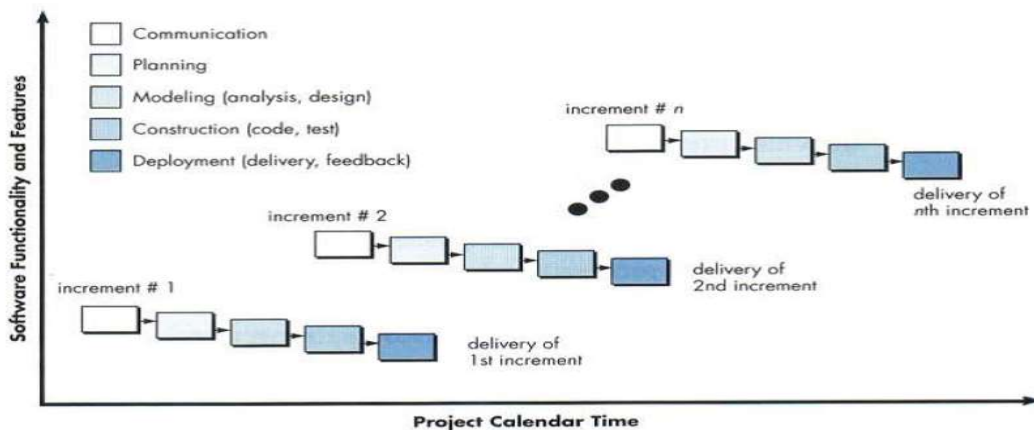 Communication
Planning
Modeling (analysis, design)
Construction (code, test)
Deployment (delivery, feedback)
increment # n
delivery of
nth increment
increment # 2
delivery of
2nd increment
increment # 1
delivery of
1st increment
Software Functionality and Features
Project Calendar Time